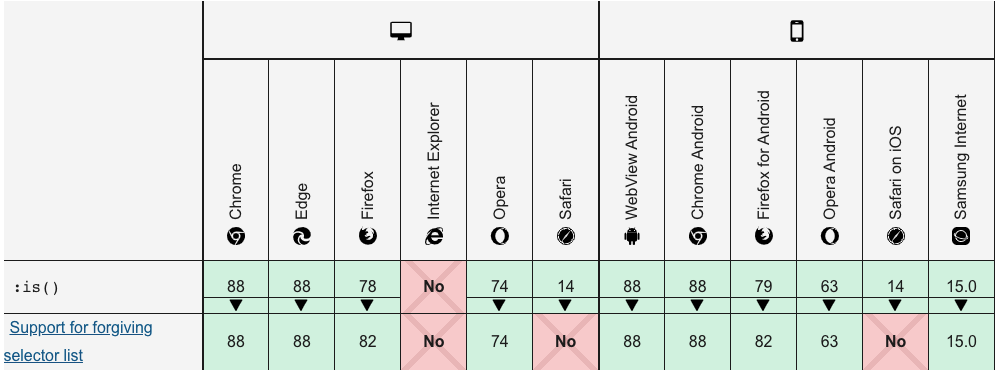 Chrome
Edge
Firefox
Internet Explorer
Opera
Safari
WebView Android
Chrome Android
Firefox for Android
Opera Android
Safari on iOS
Samsung Internet
:is() 88 88 78 No 74 14 88 88 79 63 14 15.0
Support for forgiving
selector list 88 88 82 No 74 No 88 88 82 63 No 15.0